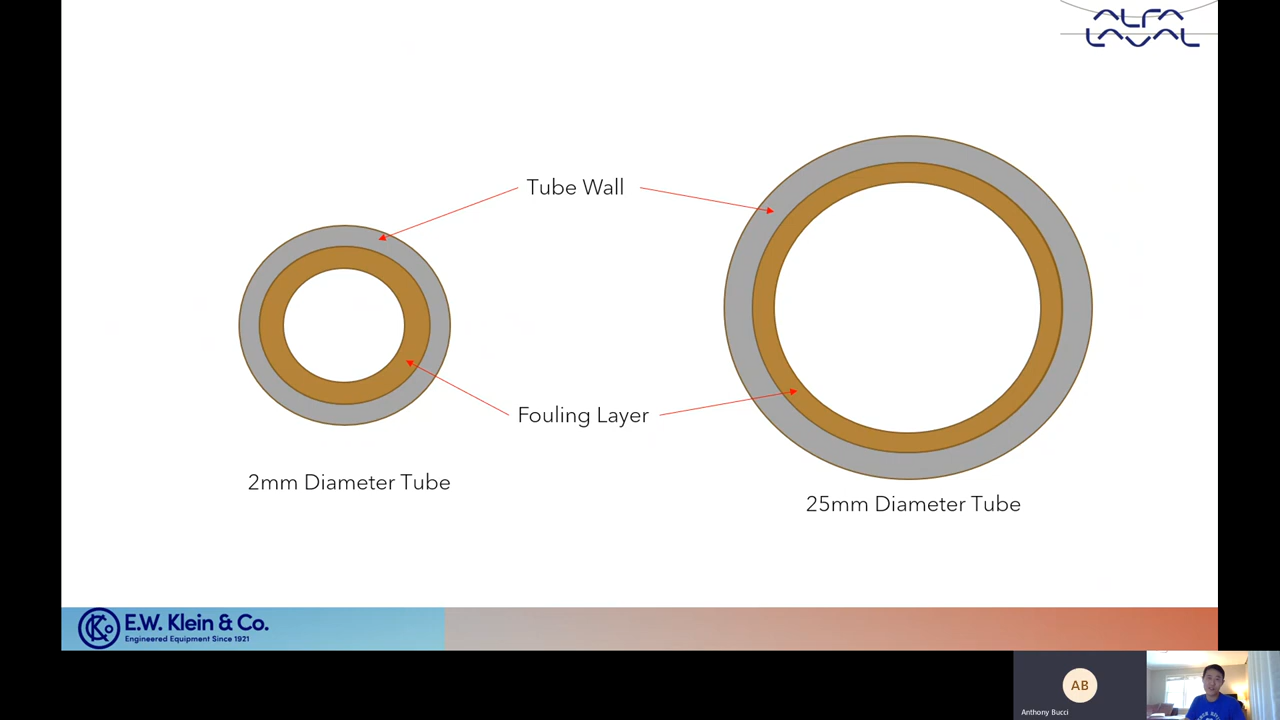 ALFA
LAVAL
Tube Wall
Fouling Layer
2mm Diameter Tube
25mm Diameter Tube
E.W. Klein & Co.
Engineered Equipment Since 1921
AB
Anthony Bucci